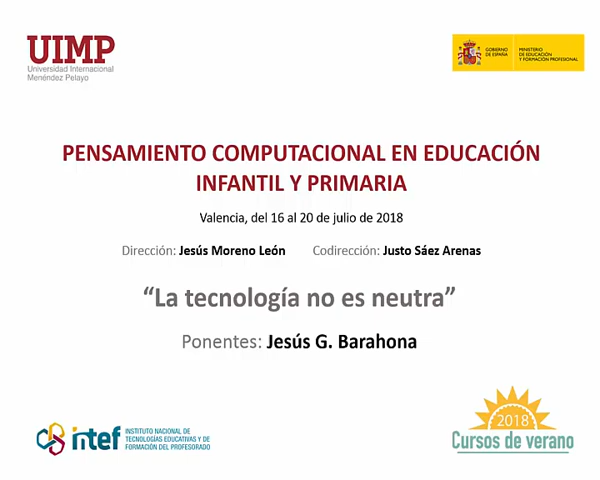 UIMP
Universidad Internacional
Menéndez Pelayo
GOBIERNO
DE ESPAÑA
MINISTERIO
DE EDUCACIÓN
Y FORMACIÓN PROFESIONAL
PENSAMIENTO COMPUTACIONAL EN EDUCACIÓN
INFANTIL Y PRIMARIA
Valencia, del 16 al 20 de julio de 2018
Dirección: Jesús Moreno León Codirección: Justo Sáez Arenas
“La tecnología no es neutra”
Ponentes: Jesús G. Barahona
intef
INSTITUTO NACIONAL DE
TECNOLOGÍAS EDUCATIVAS Y DE
FORMACIÓN DEL PROFESORADO
2018
Cursos de verano